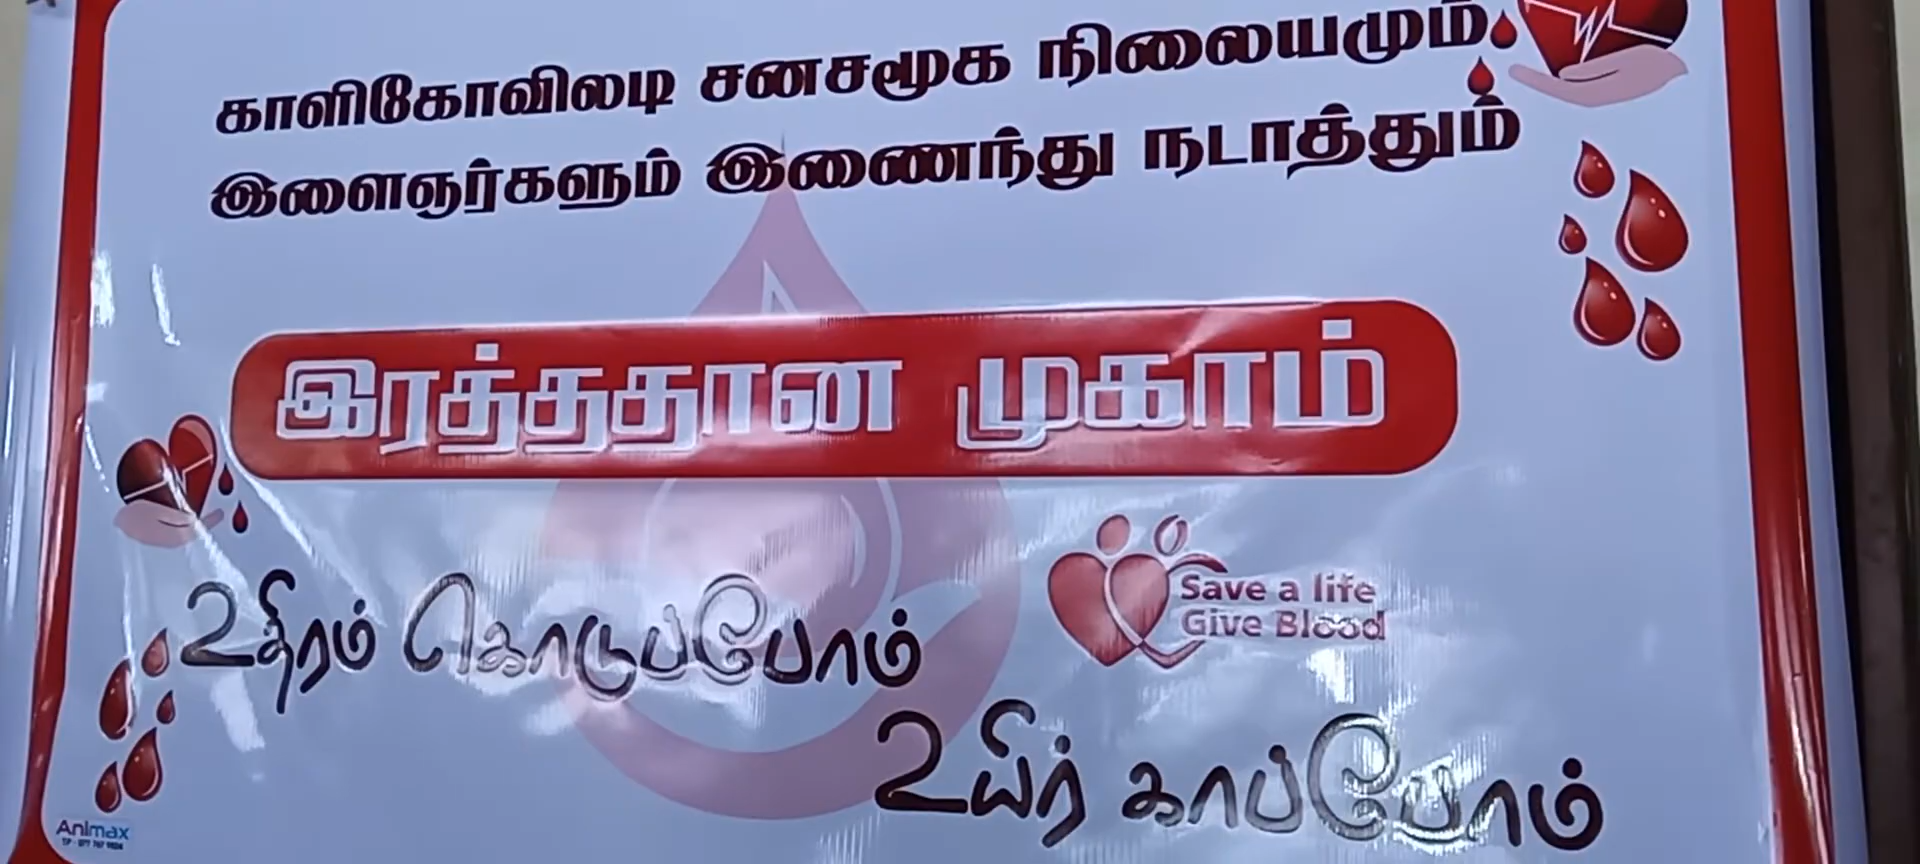 காளிகோவிலடி சனசமூக நிலையமும்
இளைஞர்களும் இணைந்து நடாத்தும்
இரத்ததான முகாம்
உதிரம் கொடுப்போம்
Save a life
Give Blood
உயிர் காப்போம்
Animax